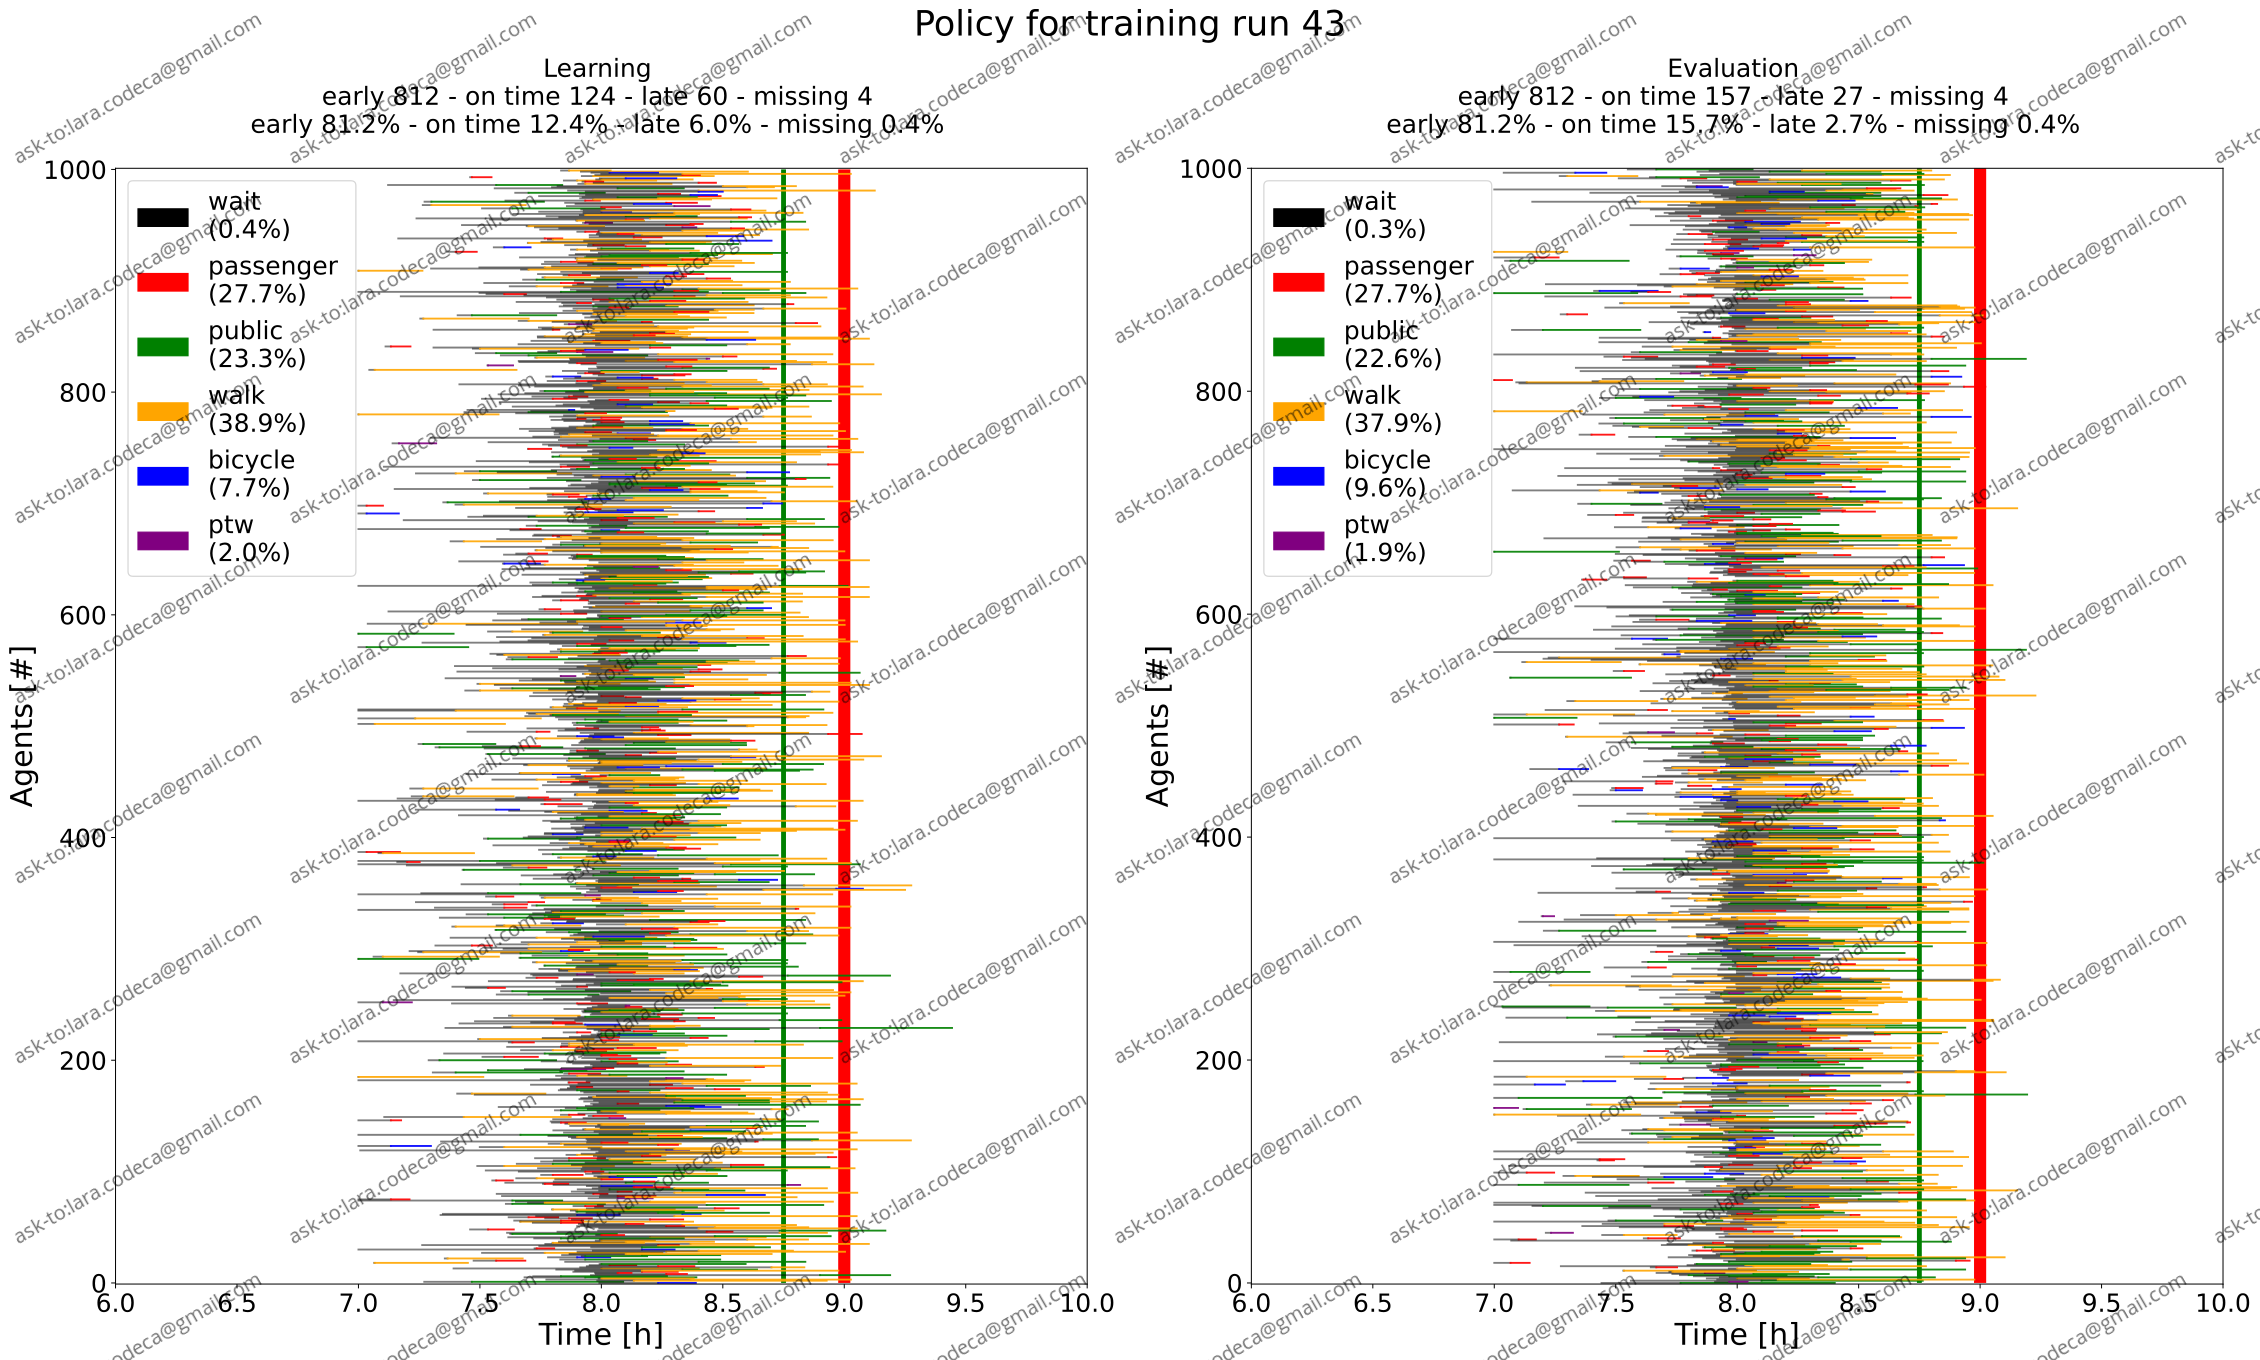 Policy for training run 43
Learning
early 812 - on time 124 - late 60 - missing 4
early 81.2% - on time 12.4% - late 6.0% - missing 0.4%
1000
800
600
400
200
0
Agents [#]
wait
(0.4%)
passenger
(27.7%)
public
(23.3%)
walk
(38.9%)
bicycle
(7.7%)
ptw
(2.0%)
6.0 6.5 7.0 7.5 8.0 8.5 9.0 9.5 10.0
Time [h]
Evaluation
early 812 - on time 157 - late 27 - missing 4
early 81.2% - on time 15.7% - late 2.7% - missing 0.4%
1000
800
600
400
200
0
Agents [#]
wait
(0.3%)
passenger
(27.7%)
public
(22.6%)
walk
(37.9%)
bicycle
(9.6%)
ptw
(1.9%)
6.0 6.5 7.0 7.5 8.0 8.5 9.0 9.5 10.0
Time [h]
ask-to:lara.codeca@gmail.com